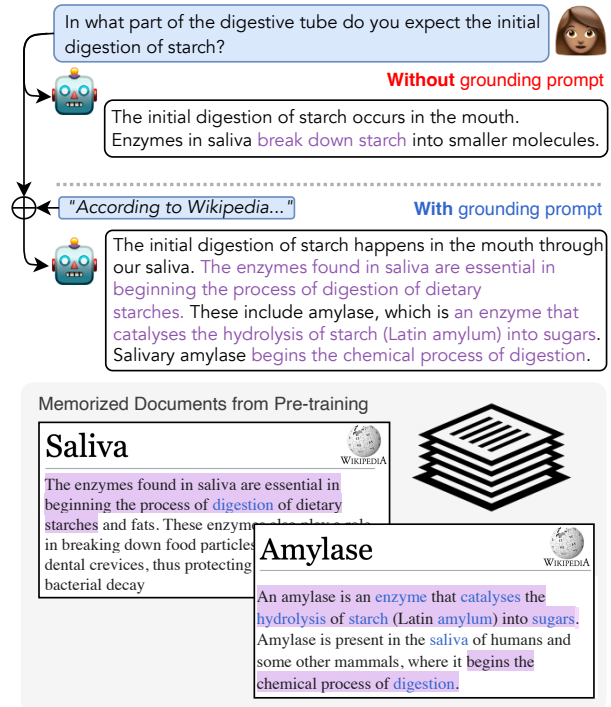 In what part of the digestive tube do you expect the initial
digestion of starch?
Without grounding prompt
The initial digestion of starch occurs in the mouth.
Enzymes in saliva break down starch into smaller molecules.
"According to Wikipedia..."
With grounding prompt
The initial digestion of starch happens in the mouth through
our saliva. The enzymes found in saliva are essential in
beginning the process of digestion of dietary
starches. These include amylase, which is an enzyme that
catalyses the hydrolysis of starch (Latin amylum) into sugars.
Salivary amylase begins the chemical process of digestion.
Memorized Documents from Pre-training
Saliva
WIKIPEDIA
The enzymes found in saliva are essential in
beginning the process of digestion of dietary
starches and fats. These enzymes
in breaking down food particles
dental crevices, thus protecting
bacterial decay
Amylase
WIKIPEDIA
An amylase is an enzyme that catalyses the
hydrolysis of starch (Latin amylum) into sugars.
Amylase is present in the saliva of humans and
some other mammals, where it begins the
chemical process of digestion.